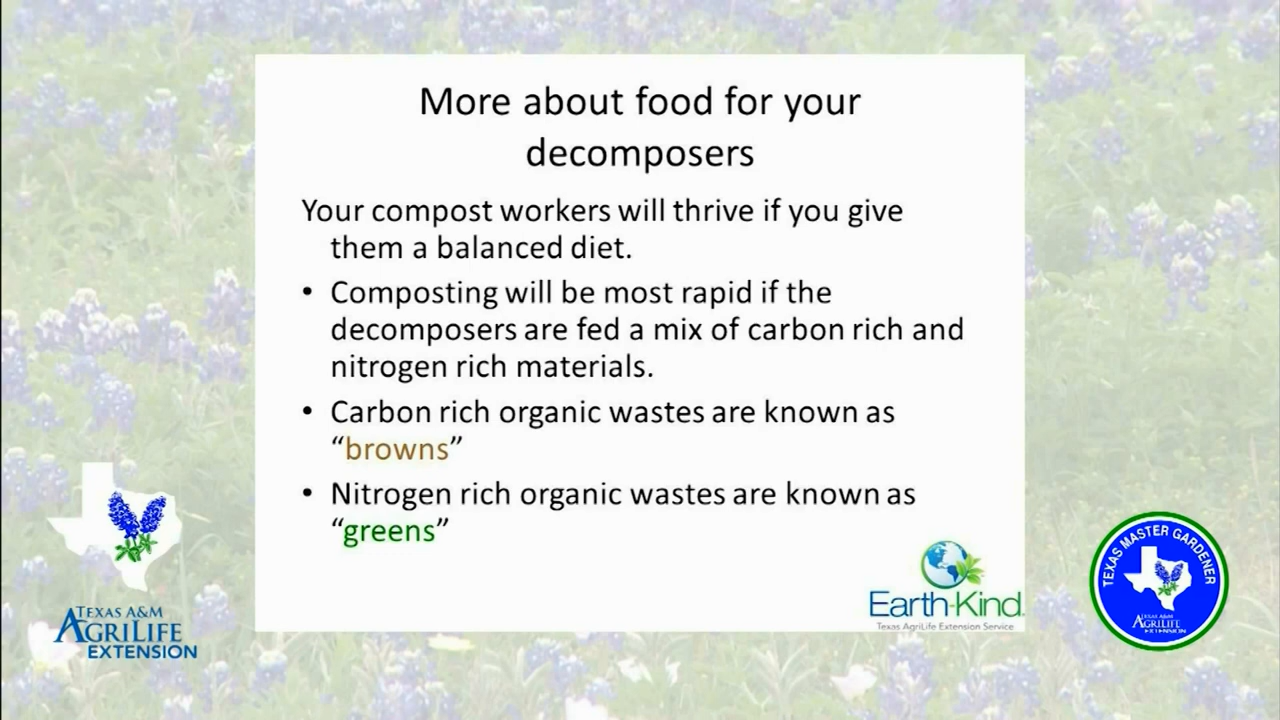 More about food for your
decomposers
Your compost workers will thrive if you give
them a balanced diet.
• Composting will be most rapid if the
decomposers are fed a mix of carbon rich and
nitrogen rich materials.
• Carbon rich organic wastes are known as
“browns”
• Nitrogen rich organic wastes are known as
“greens”
Earth-Kind.
Texas AgriLife Extension Service
TEXAS A&M
AGRILIFE
EXTENSION
TEXAS MASTER GARDENER
TEXAS A&M
AGRILIFE
EXTENSION